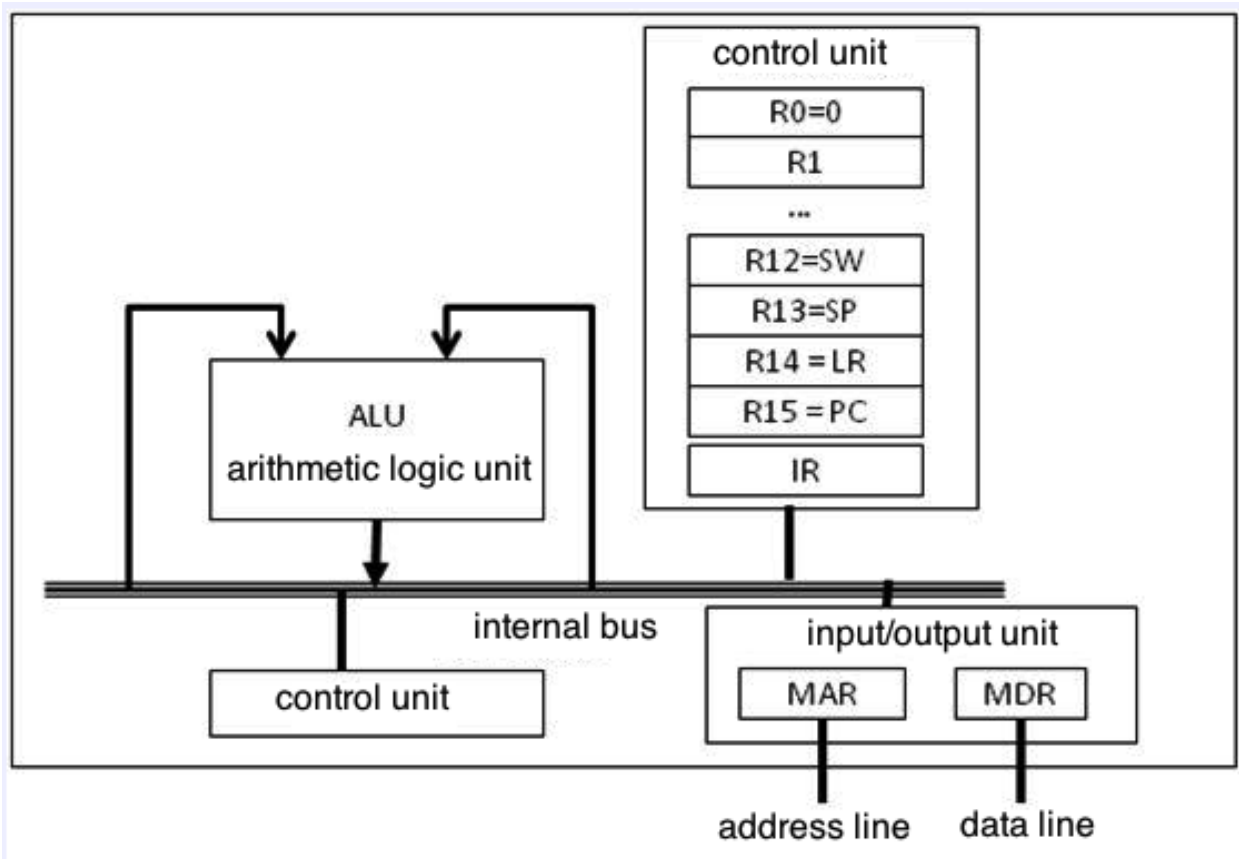 control unit
R0=0
R1
...
R12=SW
R13=SP
R14 = LR
R15 = PC
IR
ALU
arithmetic logic unit
internal bus
control unit
input/output unit
MAR
MDR
address line
data line